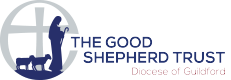 THE GOOD
SHEPHERD TRUST
Diocese of Guildford